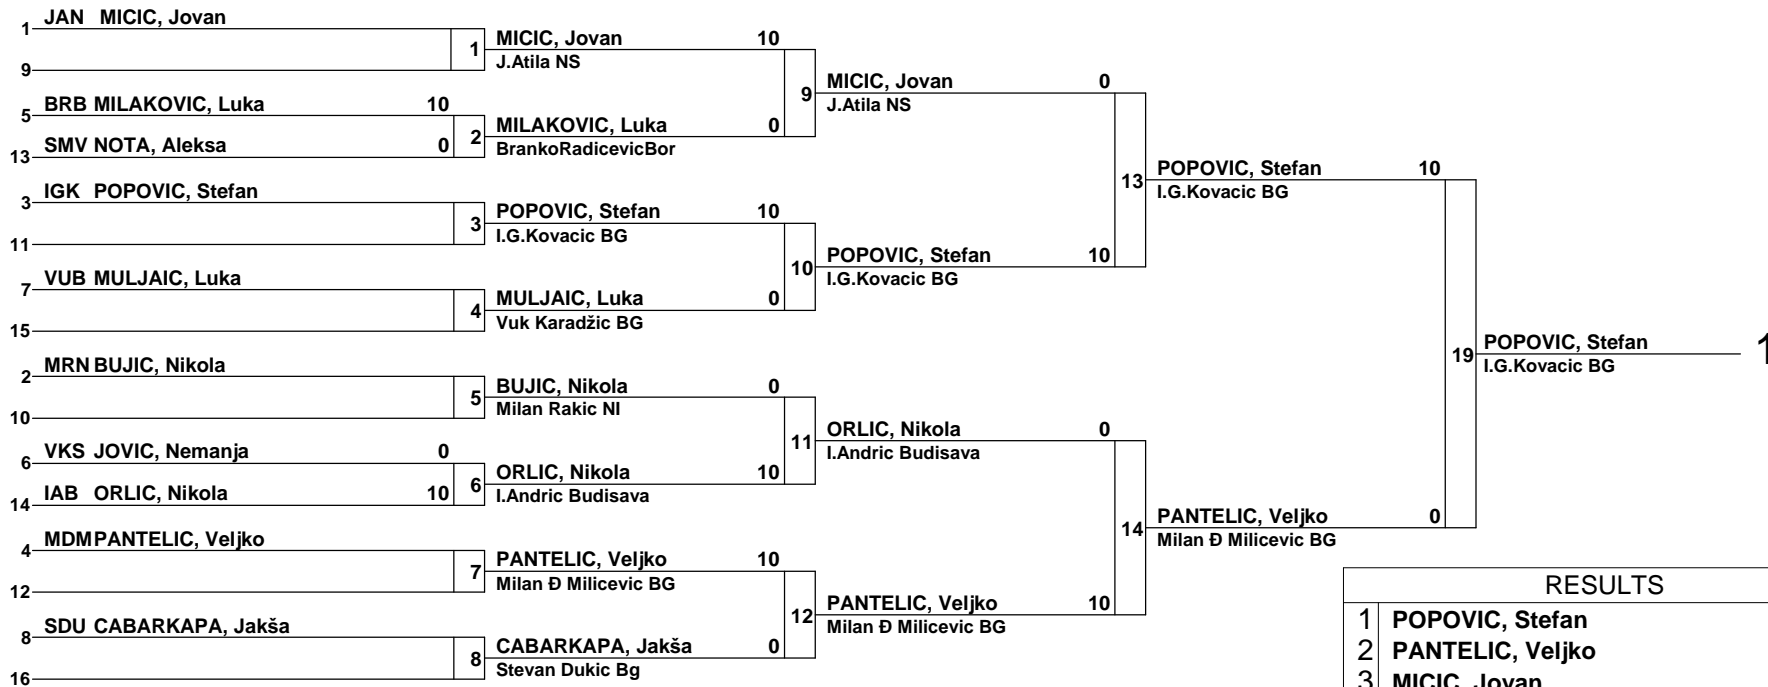 JAN MICIC, Jovan
1
9
1
MICIC, Jovan 10
J.Atila NS
BRB MILAKOVIC, Luka 10
5
SMV NOTA, Aleksa 0
13
2
MILAKOVIC, Luka 0
BrankoRadicevicBor
9
MICIC, Jovan 0
J.Atila NS
IGK POPOVIC, Stefan
3
11
3
POPOVIC, Stefan 10
I.G.Kovacic BG
VUB MULJAIC, Luka
7
15
4
MULJAIC, Luka 0
Vuk Karadžic BG
10
POPOVIC, Stefan 10
I.G.Kovacic BG
13
POPOVIC, Stefan 10
I.G.Kovacic BG
MRN BUJIC, Nikola
2
10
5
BUJIC, Nikola 0
Milan Rakic NI
VKS JOVIC, Nemanja 0
6
IAB ORLIC, Nikola 10
14
6
ORLIC, Nikola 10
I.Andric Budisava
11
ORLIC, Nikola 0
I.Andric Budisava
MDM PANTELIC, Veljko
4
12
7
PANTELIC, Veljko 10
Milan Đ Milicevic BG
SDU CABARKAPA, Jakša
8
16
8
CABARKAPA, Jakša 0
Stevan Dukic Bg
12
PANTELIC, Veljko 10
Milan Đ Milicevic BG
14
PANTELIC, Veljko 0
Milan Đ Milicevic BG
19
POPOVIC, Stefan
I.G.Kovacic BG
1
RESULTS
1 POPOVIC, Stefan
2 PANTELIC, Veljko
3 MICIC, Jovan